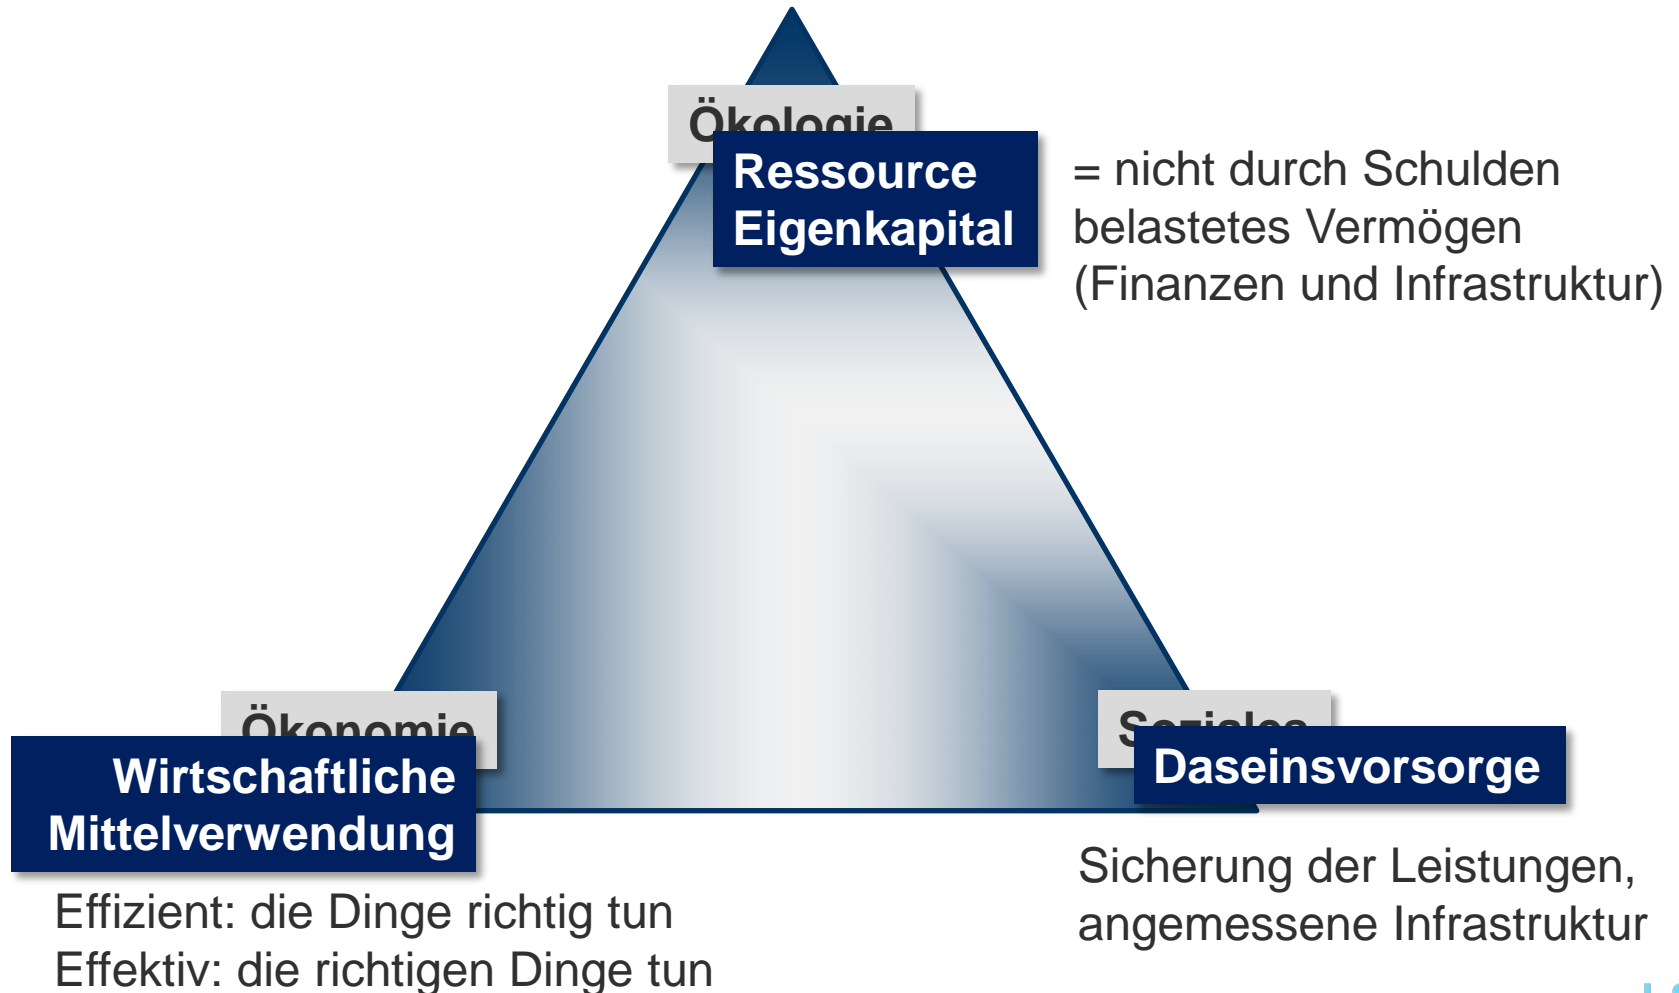 Ökologie
Ressource
Eigenkapital
= nicht durch Schulden
belastetes Vermögen
(Finanzen und Infrastruktur)
Ökonomie
Wirtschaftliche
Mittelverwendung
Effizient: die Dinge richtig tun
Effektiv: die richtigen Dinge tun
Soziales
Daseinsvorsorge
Sicherung der Leistungen,
angemessene Infrastruktur